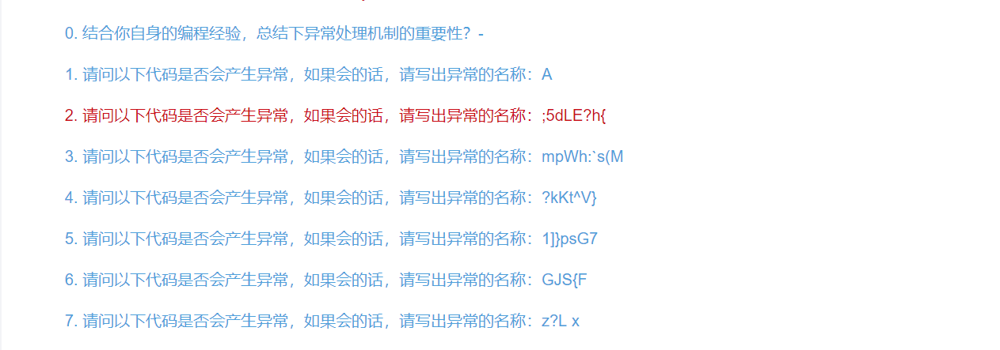 0. 结合你自身的编程经验，总结下异常处理机制的重要性？-
1. 请问以下代码是否会产生异常，如果会的话，请写出异常的名称：A
2. 请问以下代码是否会产生异常，如果会的话，请写出异常的名称：;5dLE?h{
3. 请问以下代码是否会产生异常，如果会的话，请写出异常的名称：mpWh:`s(M
4. 请问以下代码是否会产生异常，如果会的话，请写出异常的名称：?kKt^V}
5. 请问以下代码是否会产生异常，如果会的话，请写出异常的名称：1]}psG7
6. 请问以下代码是否会产生异常，如果会的话，请写出异常的名称：GJS{F
7. 请问以下代码是否会产生异常，如果会的话，请写出异常的名称：z?L x